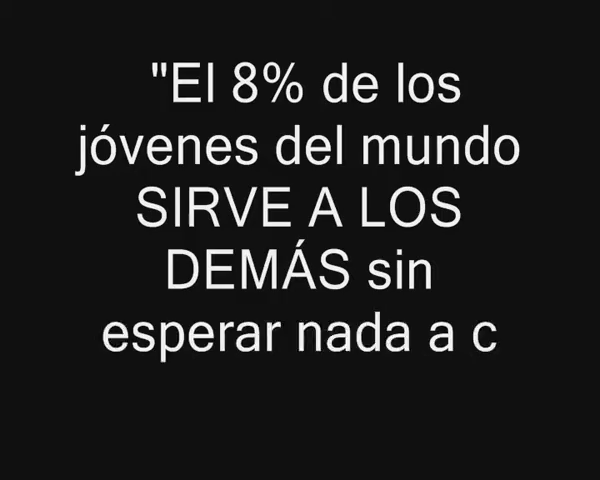 "El 8% de los
jóvenes del mundo
SIRVE A LOS
DEMÁS sin
esperar nada a c